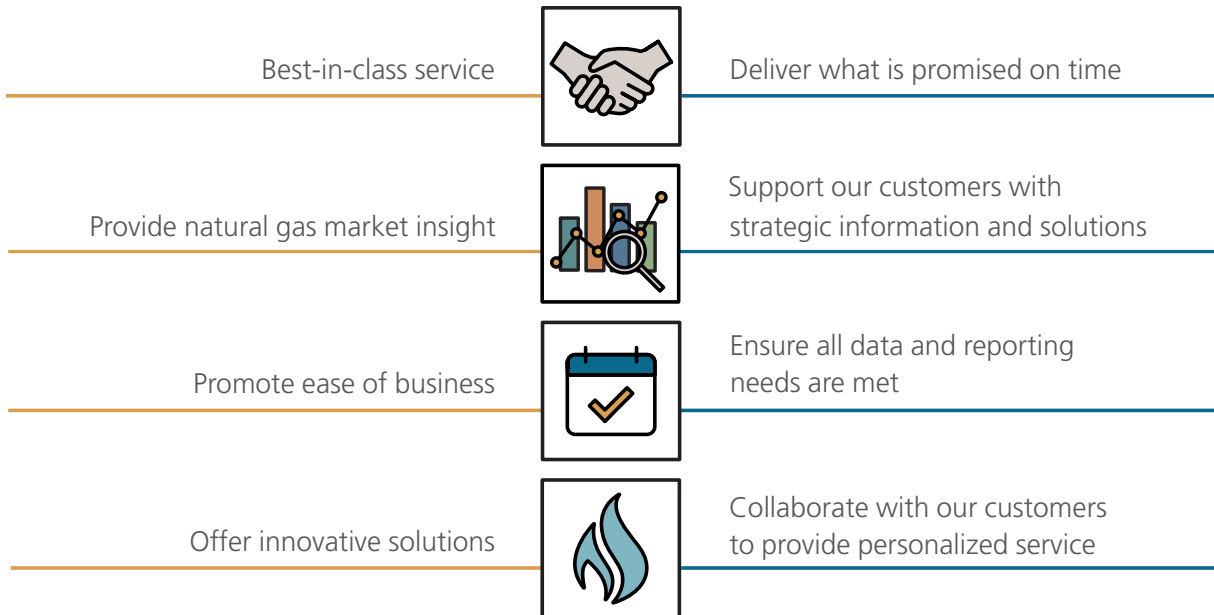 Best-in-class service
Deliver what is promised on time
Provide natural gas market insight
Support our customers with
strategic information and solutions
Promote ease of business
Ensure all data and reporting
needs are met
Offer innovative solutions
Collaborate with our customers
to provide personalized service